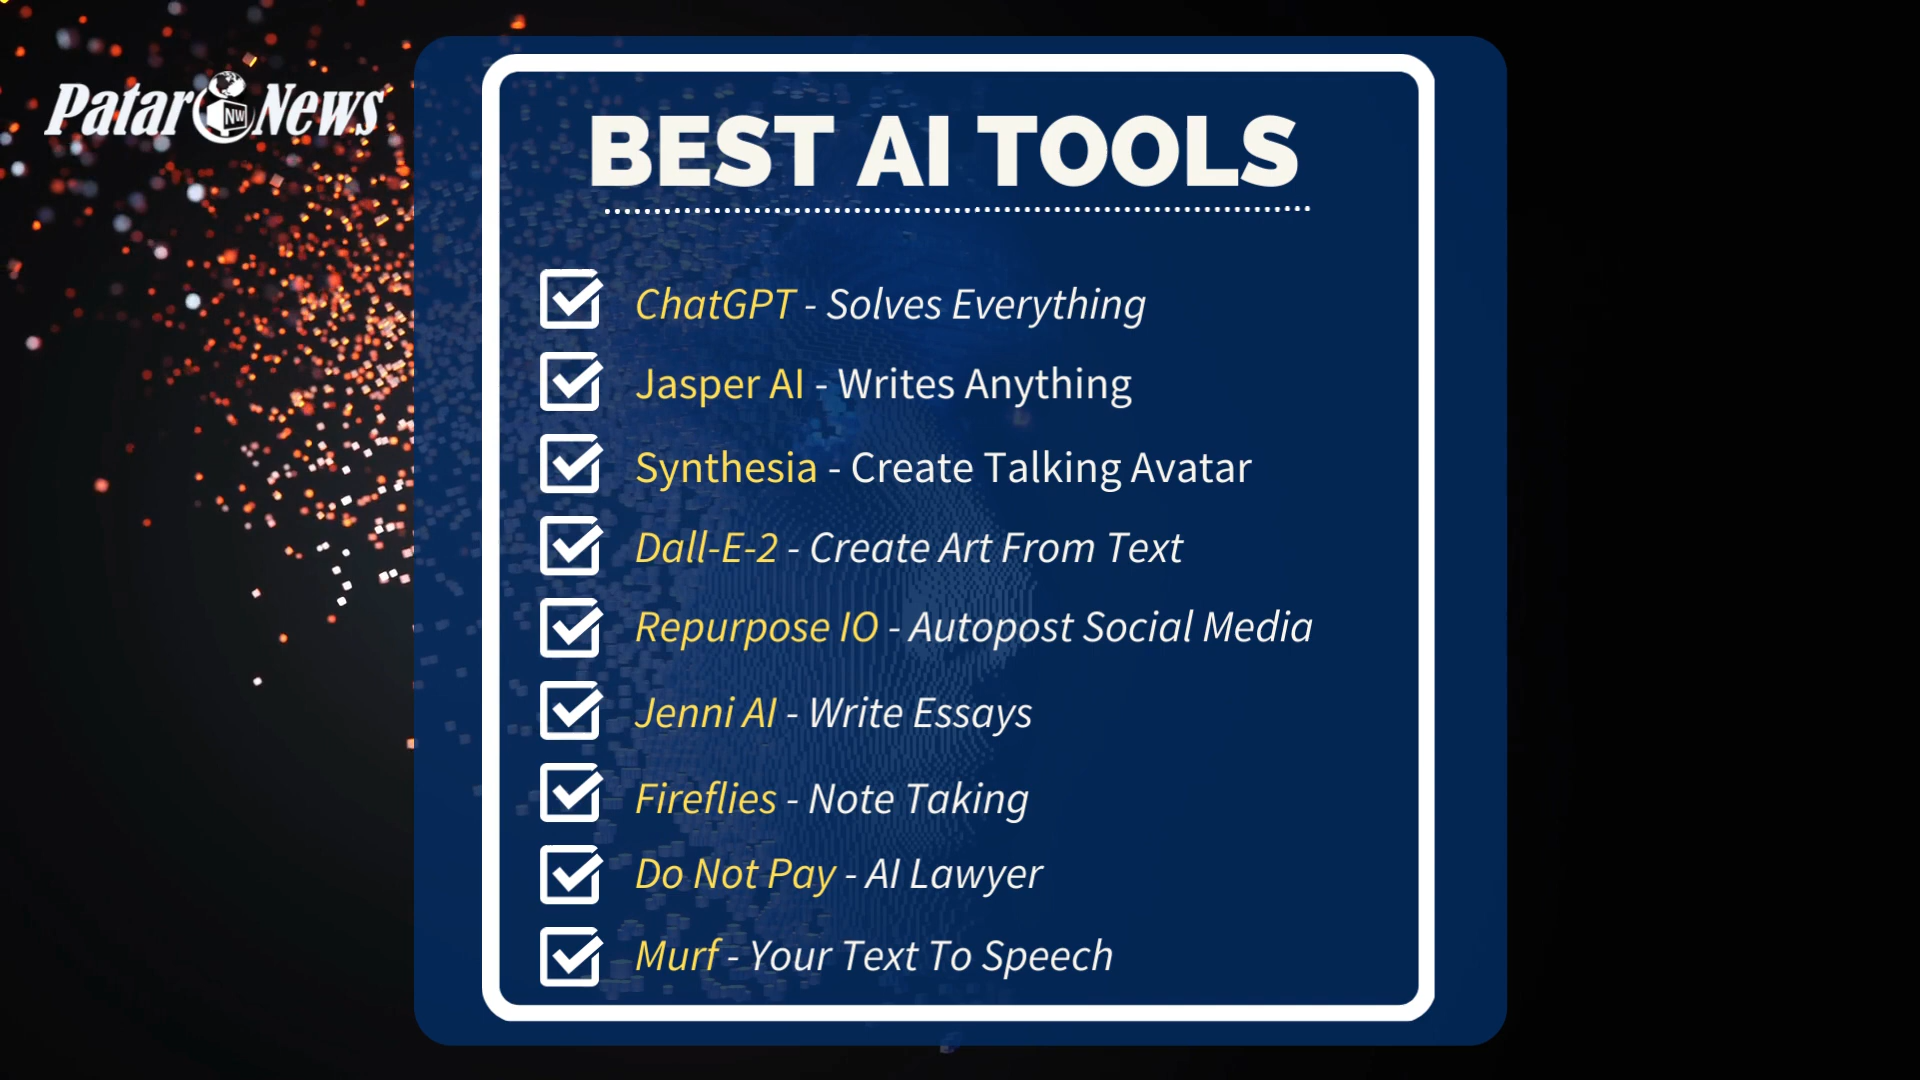 Patar News
NW
BEST AI TOOLS
ChatGPT - Solves Everything
Jasper AI - Writes Anything
Synthesia - Create Talking Avatar
Dall-E-2 - Create Art From Text
Repurpose IO - Autopost Social Media
Jenni AI - Write Essays
Fireflies - Note Taking
Do Not Pay - AI Lawyer
Murf - Your Text To Speech